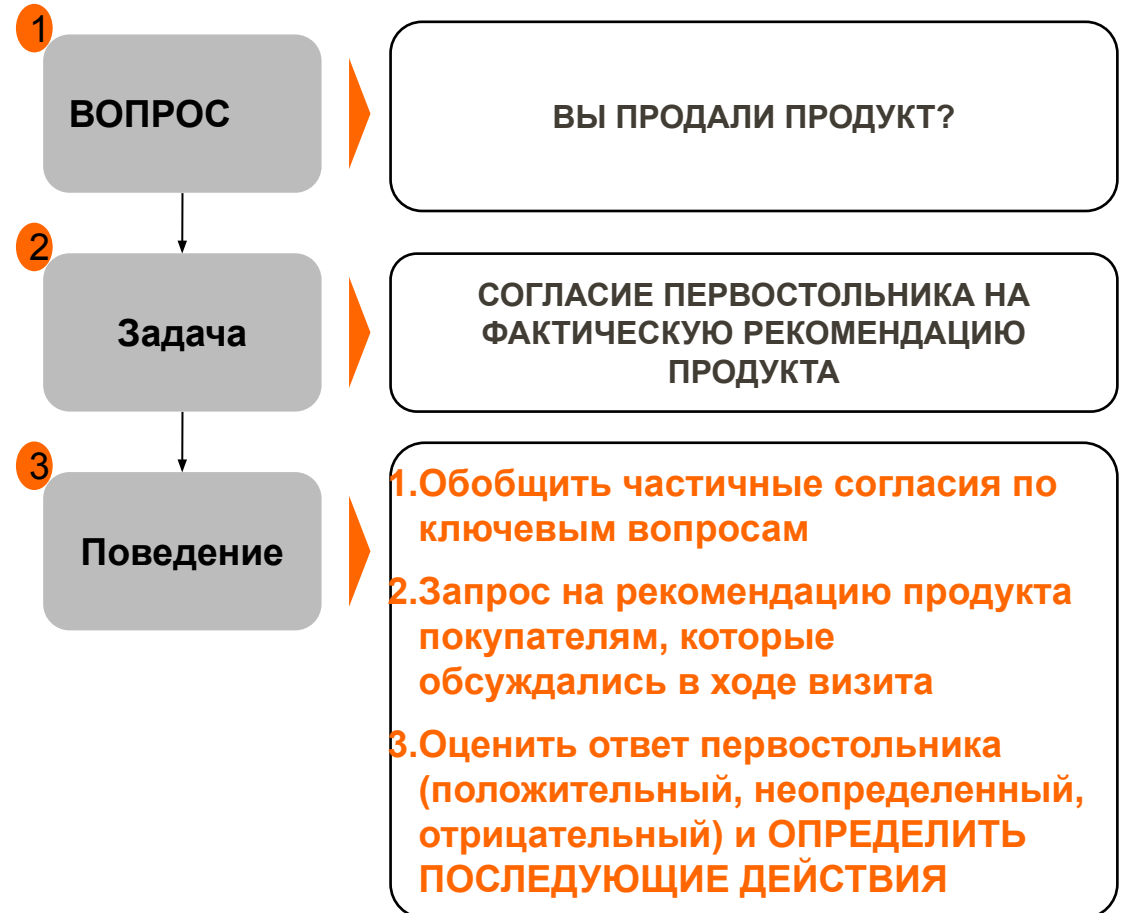 1
ВОПРОС
ВЫ ПРОДАЛИ ПРОДУКТ?
2
Задача
СОГЛАСИЕ ПЕРВОСТОЛЬНИКА НА
ФАКТИЧЕСКУЮ РЕКОМЕНДАЦИЮ
ПРОДУКТА
3
Поведение
1.Обобщить частичные согласия по
ключевым вопросам
2.Запрос на рекомендацию продукта
покупателям, которые
обсуждались в ходе визита
3.Оценить ответ первостольника
(положительный, неопределенный,
отрицательный) и ОПРЕДЕЛИТЬ
ПОСЛЕДУЮЩИЕ ДЕЙСТВИЯ